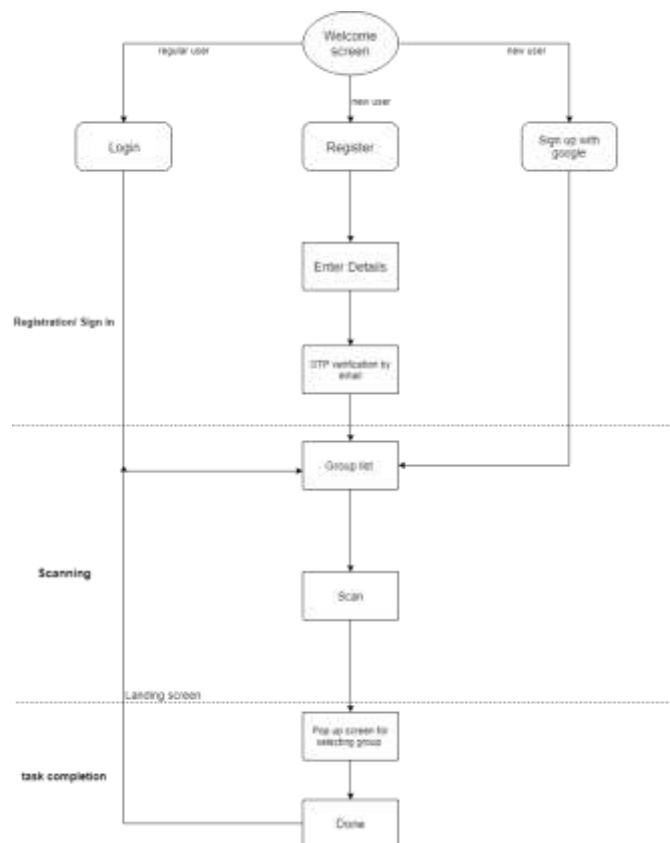 Welcome
screen
regular user
new user
new user
Login
Register
Sign up with
google
Enter Details
Registration/ Sign in
OTP verification by
email
Group list
Scanning
Scan
Landing screen
Pop up screen for
selecting group
task completion
Done